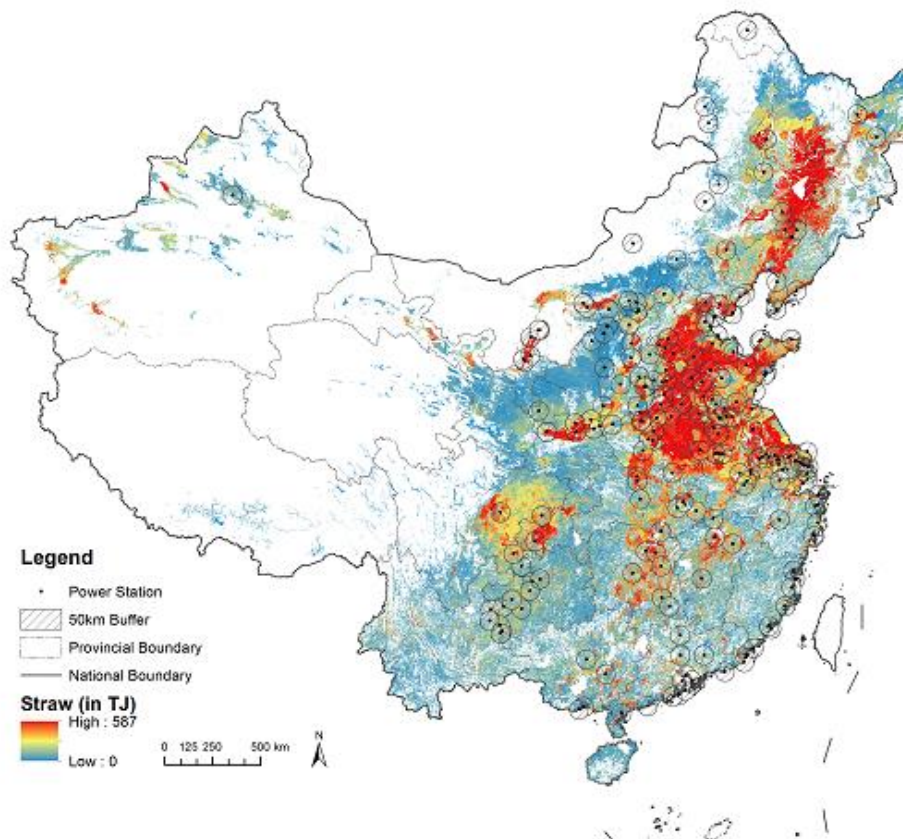 Legend
Power Station
50km Buffer
Provincial Boundary
National Boundary
Straw (in TJ)
High : 587
Low : 0
0 125 250 500 km
N